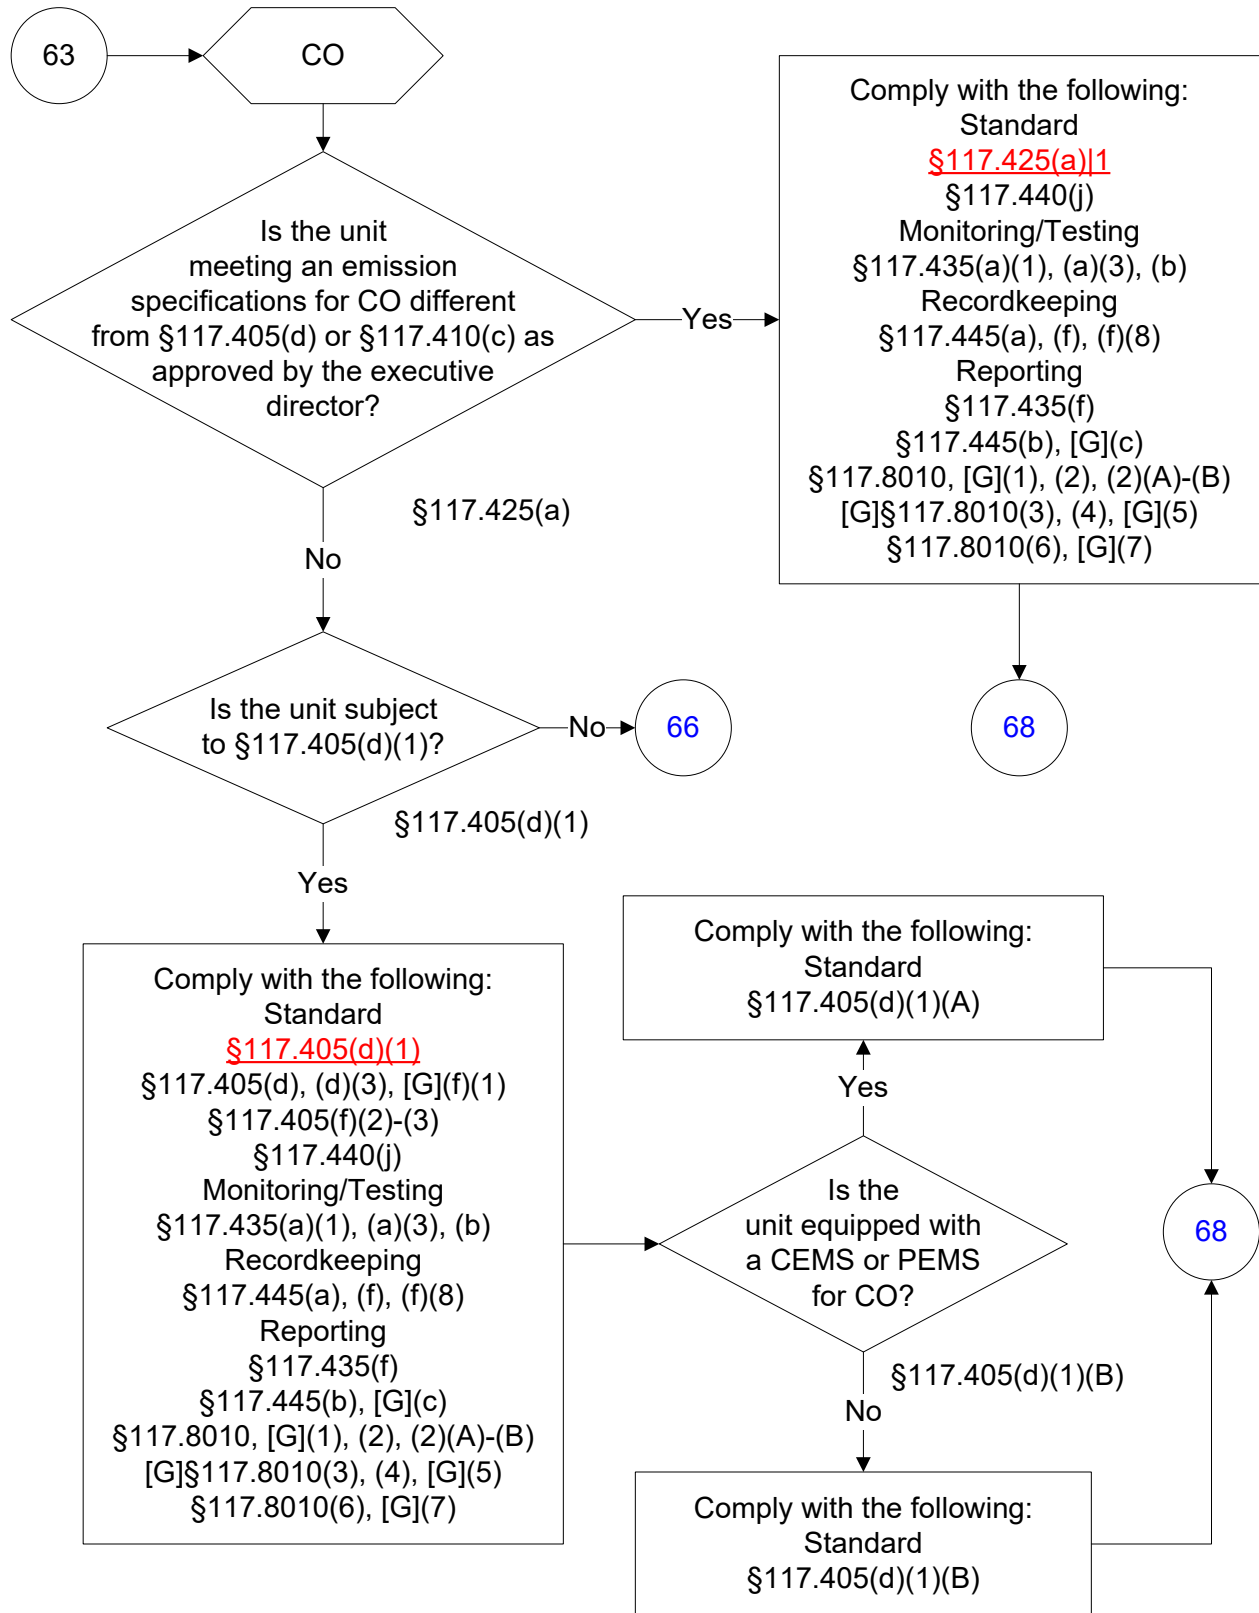 63
CO
Is the unit
meeting an emission
specifications for CO different
from §117.405(d) or §117.410(c) as
approved by the executive
director?
Yes
Comply with the following:
Standard
§117.425(a)|1
§117.440(j)
Monitoring/Testing
§117.435(a)(1), (a)(3), (b)
Recordkeeping
§117.445(a), (f), (f)(8)
Reporting
§117.435(f)
§117.445(b), [G](c)
§117.8010, [G](1), (2), (2)(A)-(B)
[G]§117.8010(3), (4), [G](5)
§117.8010(6), [G](7)
68
§117.425(a)
No
Is the unit subject
to §117.405(d)(1)?
No
66
§117.405(d)(1)
Yes
Comply with the following:
Standard
§117.405(d)(1)
§117.405(d), (d)(3), [G](f)(1)
§117.405(f)(2)-(3)
§117.440(j)
Monitoring/Testing
§117.435(a)(1), (a)(3), (b)
Recordkeeping
§117.445(a), (f), (f)(8)
Reporting
§117.435(f)
§117.445(b), [G](c)
§117.8010, [G](1), (2), (2)(A)-(B)
[G]§117.8010(3), (4), [G](5)
§117.8010(6), [G](7)
Is the
unit equipped with
a CEMS or PEMS
for CO?
Yes
Comply with the following:
Standard
§117.405(d)(1)(A)
§117.405(d)(1)(B)
No
Comply with the following:
Standard
§117.405(d)(1)(B)
68